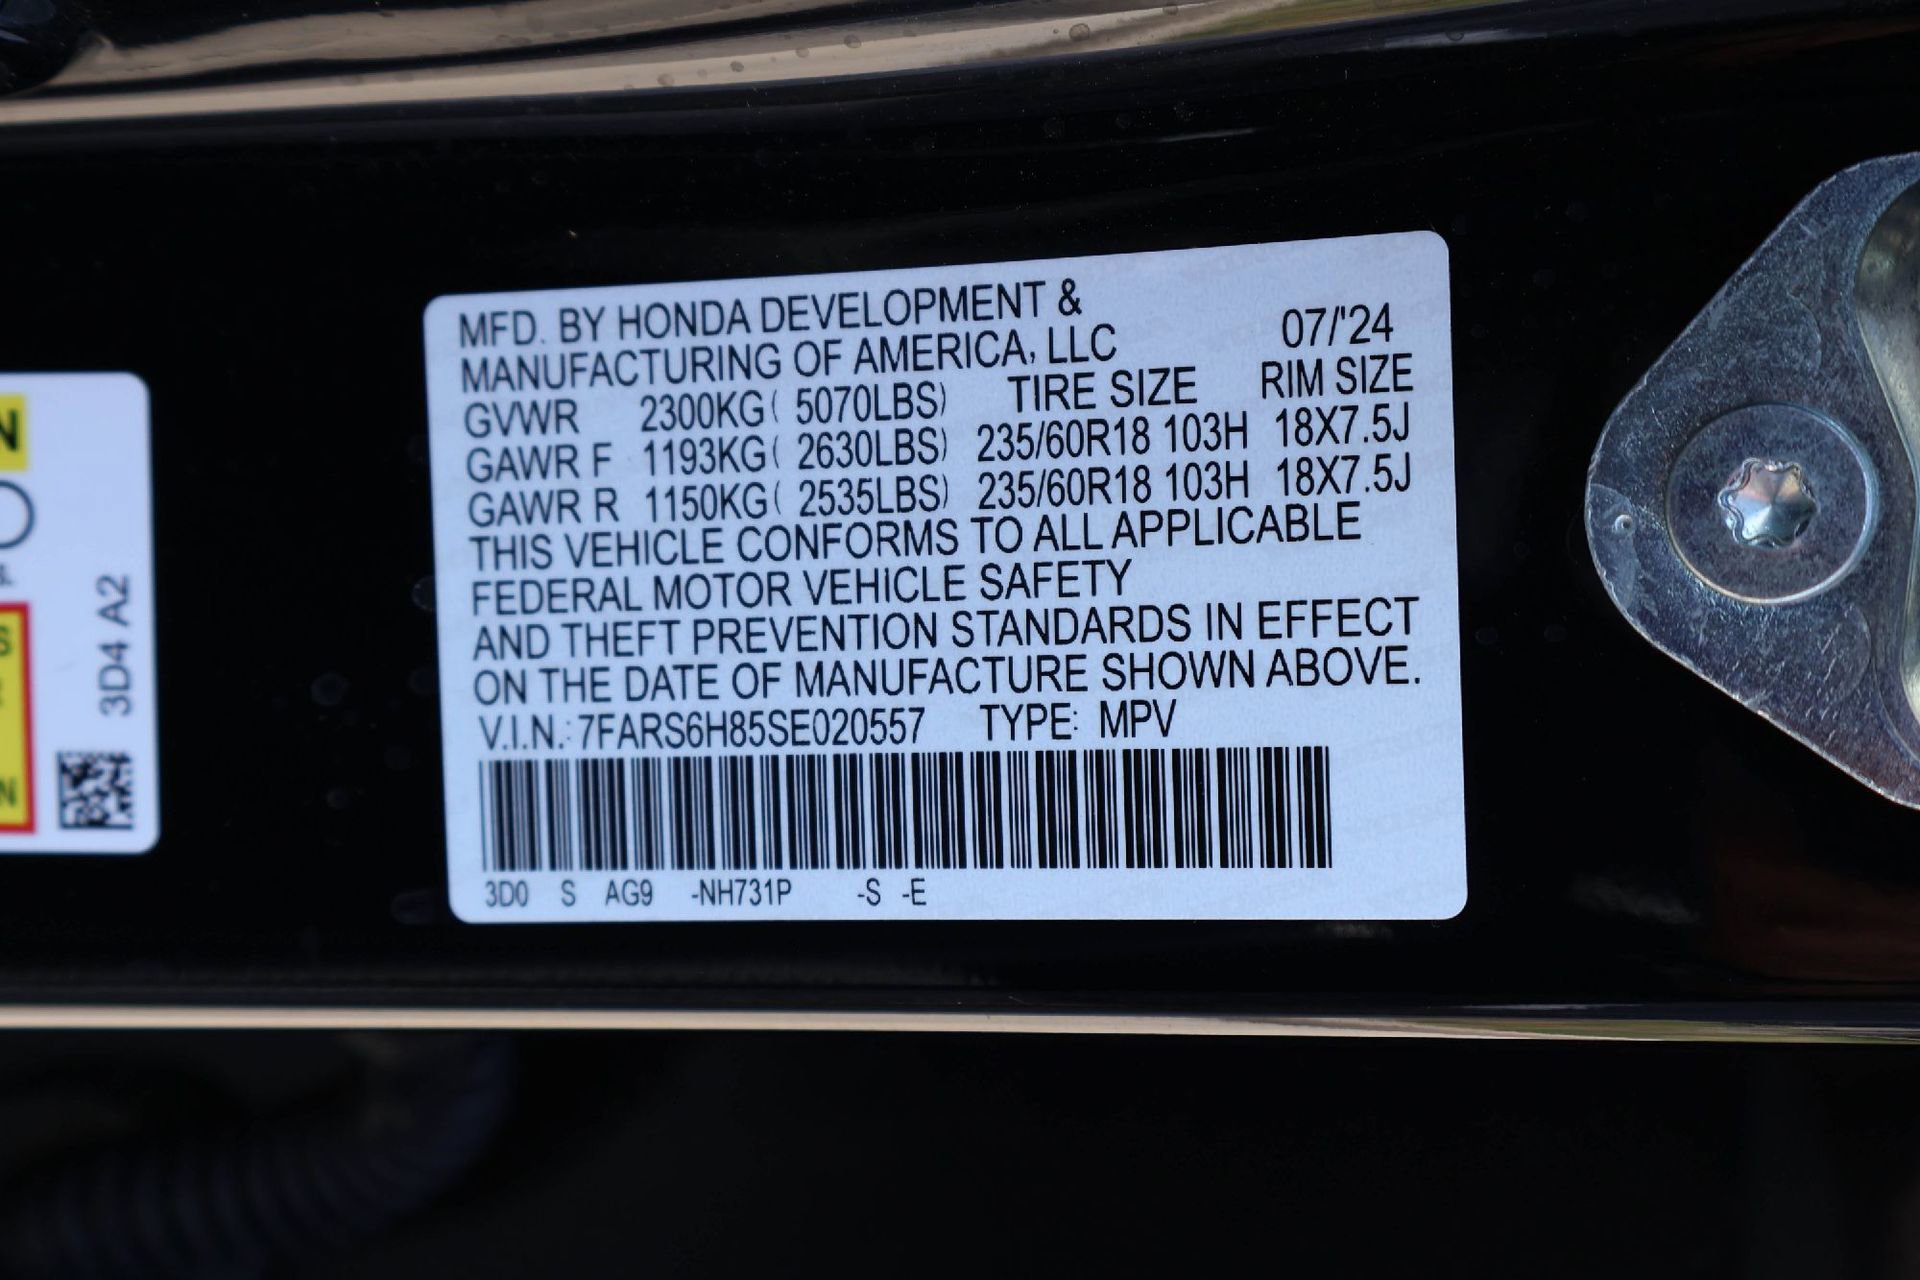 MFD. BY HONDA DEVELOPMENT &
MANUFACTURING OF AMERICA, LLC 07/'24
GVWR 2300KG( 5070LBS) TIRE SIZE RIM SIZE
GAWR F 1193KG( 2630LBS) 235/60R18 103H 18X7.5J
GAWR R 1150KG( 2535LBS) 235/60R18 103H 18X7.5J
THIS VEHICLE CONFORMS TO ALL APPLICABLE
FEDERAL MOTOR VEHICLE SAFETY
AND THEFT PREVENTION STANDARDS IN EFFECT
ON THE DATE OF MANUFACTURE SHOWN ABOVE.
V.I.N.: 7FARS6H85SE020557 TYPE: MPV
3D0 S AG9 -NH731P -S -E
3D4 A2